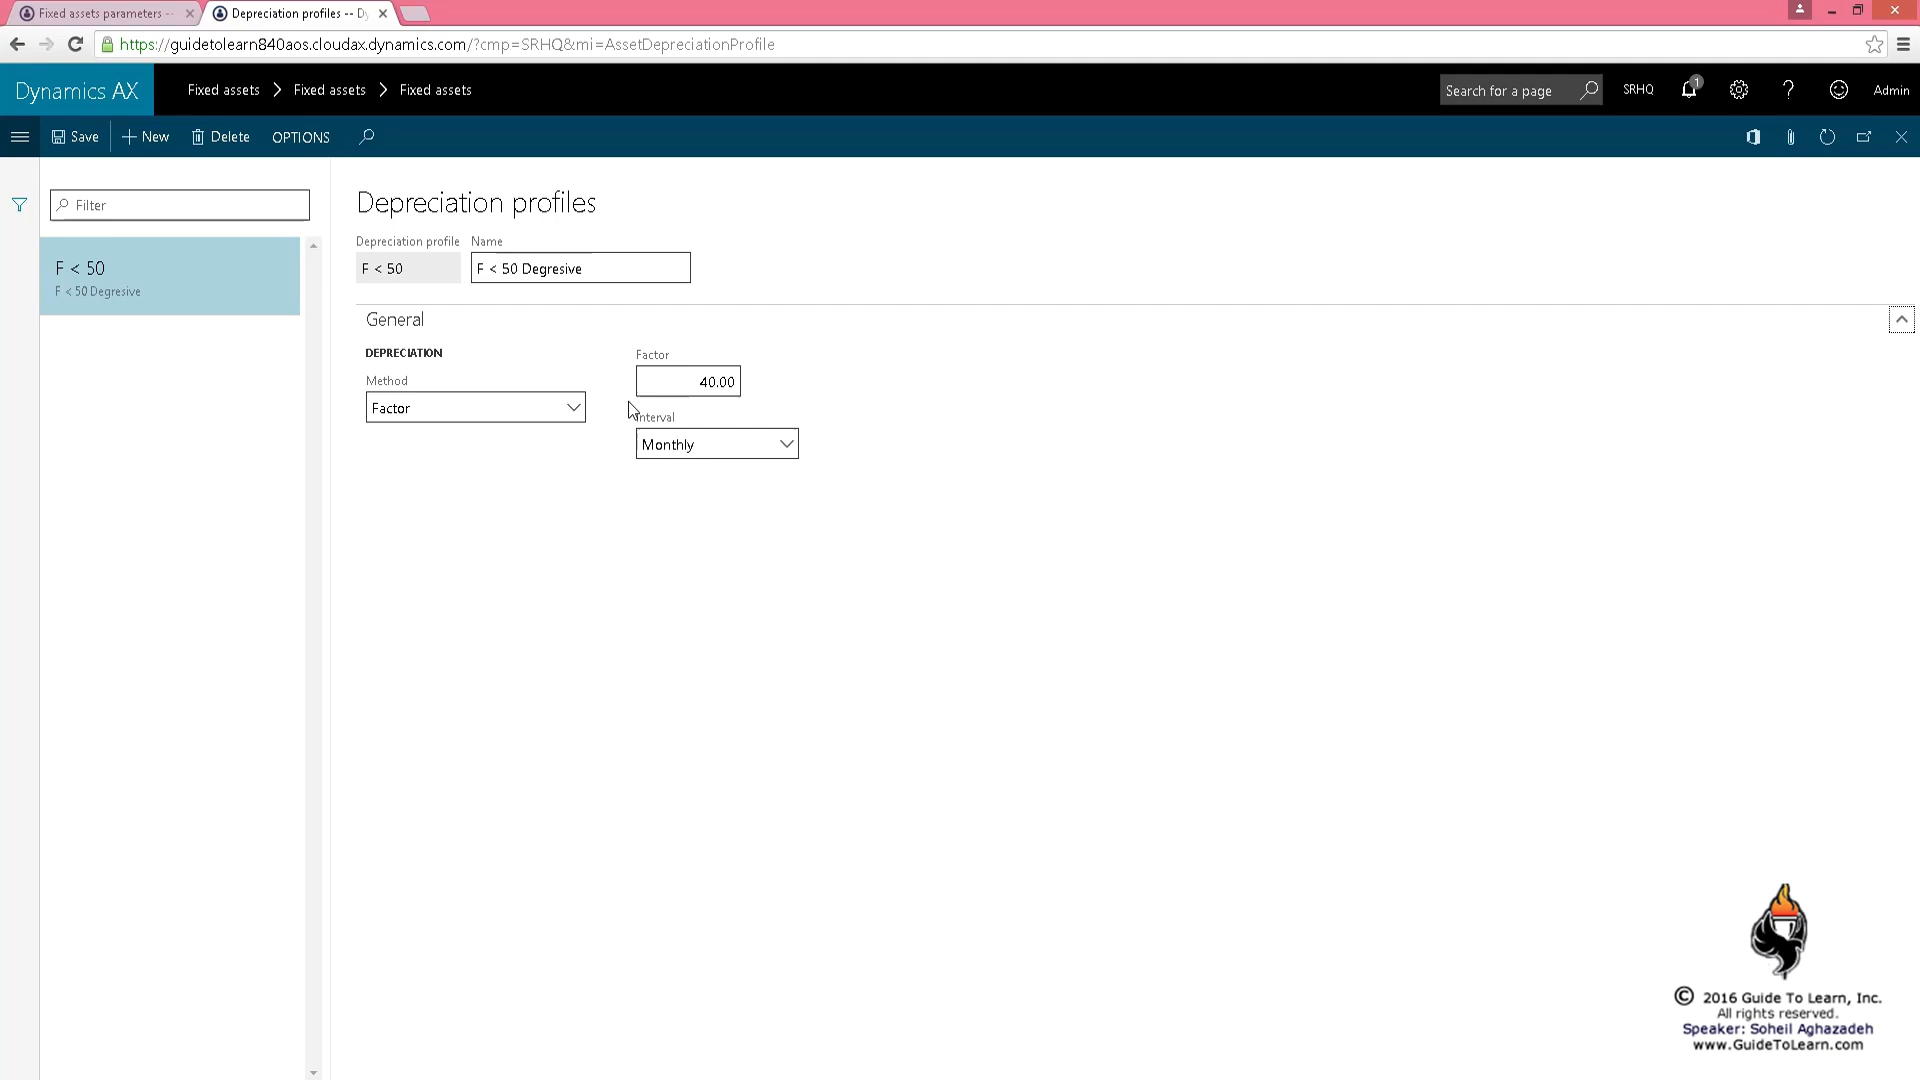 Fixed assets parameters --
Depreciation profiles -- D
https://guidetolearn840aos.cloudax.dynamics.com/?cmp=SRHQ&mi=AssetDepreciationProfile
Dynamics AX
Fixed assets > Fixed assets > Fixed assets
Search for a page
SRHQ
1
?
Admin
Save
New
Delete
OPTIONS
Filter
F < 50
F < 50 Degresive
Depreciation profiles
Depreciation profile
Name
F < 50
F < 50 Degresive
General
DEPRECIATION
Method
Factor
Factor
40.00
Interval
Monthly
© 2016 Guide To Learn, Inc.
All rights reserved.
Speaker: Soheil Aghazadeh
www.GuideToLearn.com